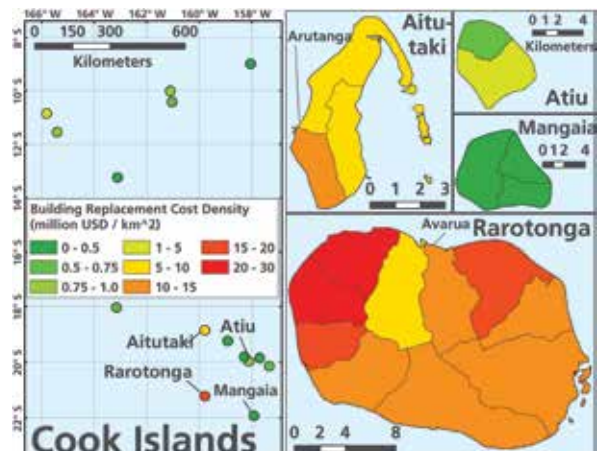 166° W 164° W 162° W 160° W 158° W
8° S
0 150 300 600
Kilometers
10° S
12° S
14° S
Building Replacement Cost Density
(million USD / km^2)
0 - 0.5
0.5 - 0.75
0.75 - 1.0
1 - 5
5 - 10
10 - 15
15 - 20
20 - 30
16° S
18° S
Aitutaki
Atiu
20° S
Rarotonga
Mangaia
22° S
Cook Islands
Aitu-
taki
Arutanga
0 1 2 3
0 1 2 4
Kilometers
Atiu
Mangaia
0 1 2 4
Rarotonga
Avarua
0 2 4 8